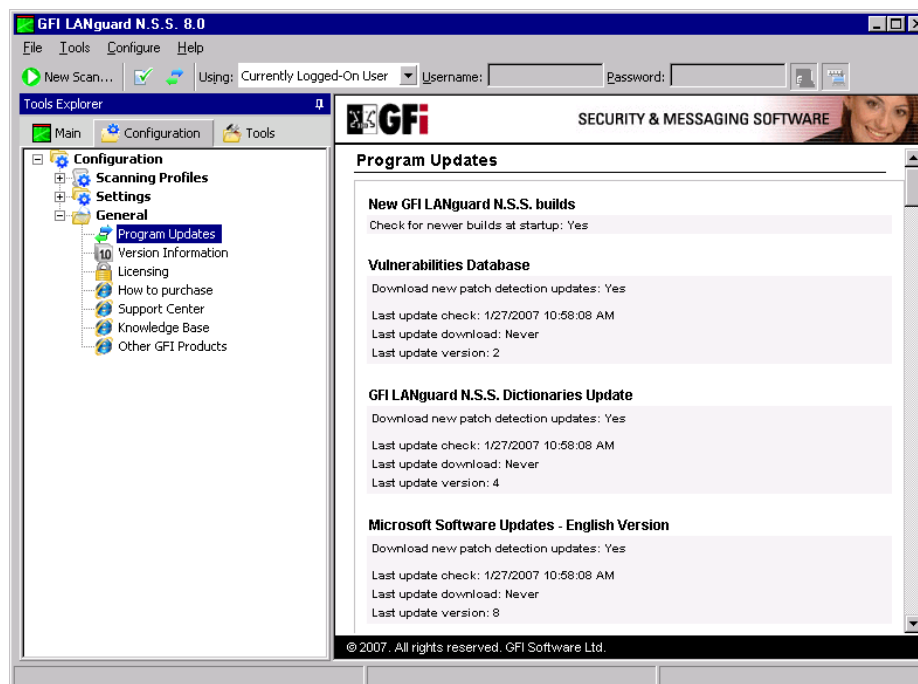 GFI LANguard N.S.S. 8.0
File Tools Configure Help
New Scan... Using: Currently Logged-On User Username: Password:
Tools Explorer
Main Configuration Tools
Configuration
Scanning Profiles
Settings
General
Program Updates
Version Information
Licensing
How to purchase
Support Center
Knowledge Base
Other GFI Products
GFi SECURITY & MESSAGING SOFTWARE
Program Updates
New GFI LANguard N.S.S. builds
Check for newer builds at startup: Yes
Vulnerabilities Database
Download new patch detection updates: Yes
Last update check: 1/27/2007 10:58:08 AM
Last update download: Never
Last update version: 2
GFI LANguard N.S.S. Dictionaries Update
Download new patch detection updates: Yes
Last update check: 1/27/2007 10:58:08 AM
Last update download: Never
Last update version: 4
Microsoft Software Updates - English Version
Download new patch detection updates: Yes
Last update check: 1/27/2007 10:58:08 AM
Last update download: Never
Last update version: 8
© 2007. All rights reserved. GFI Software Ltd.